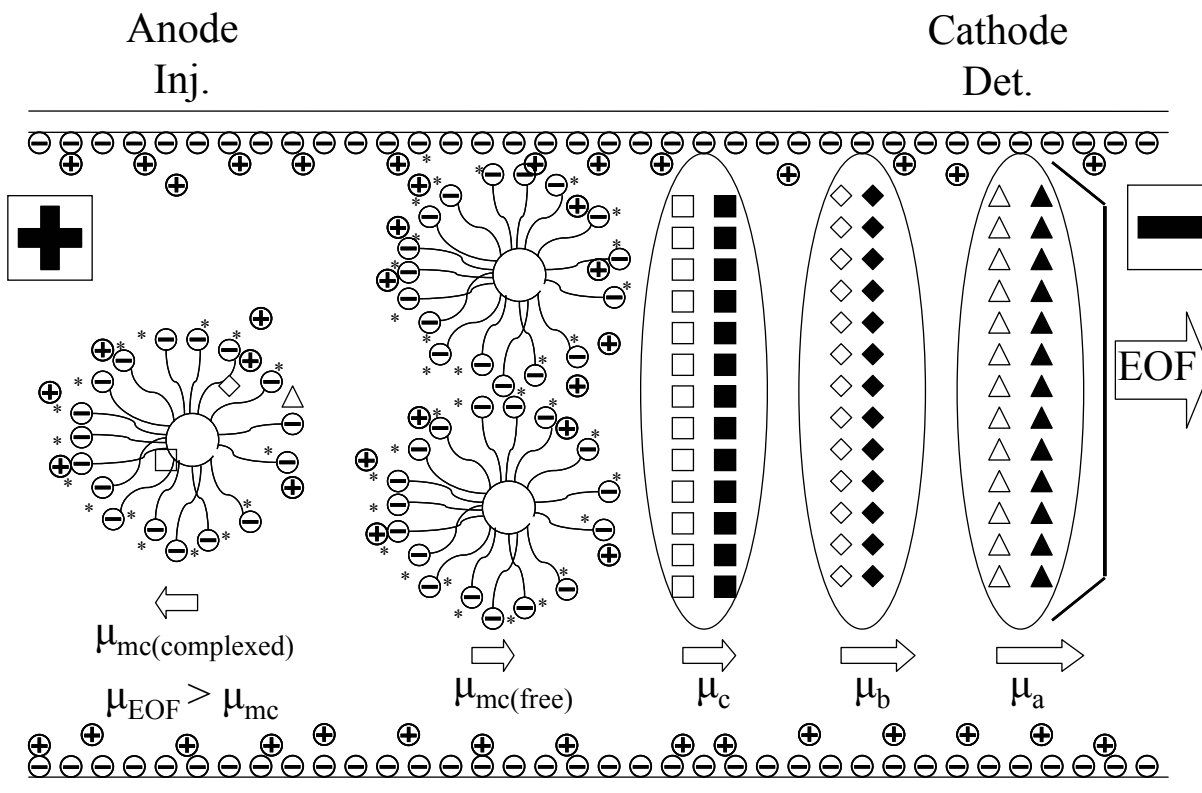 Anode
Inj.
Cathode
Det.
EOF
μmc(complexed)
μEOF > μmc
μmc(free)
μc
μb
μa